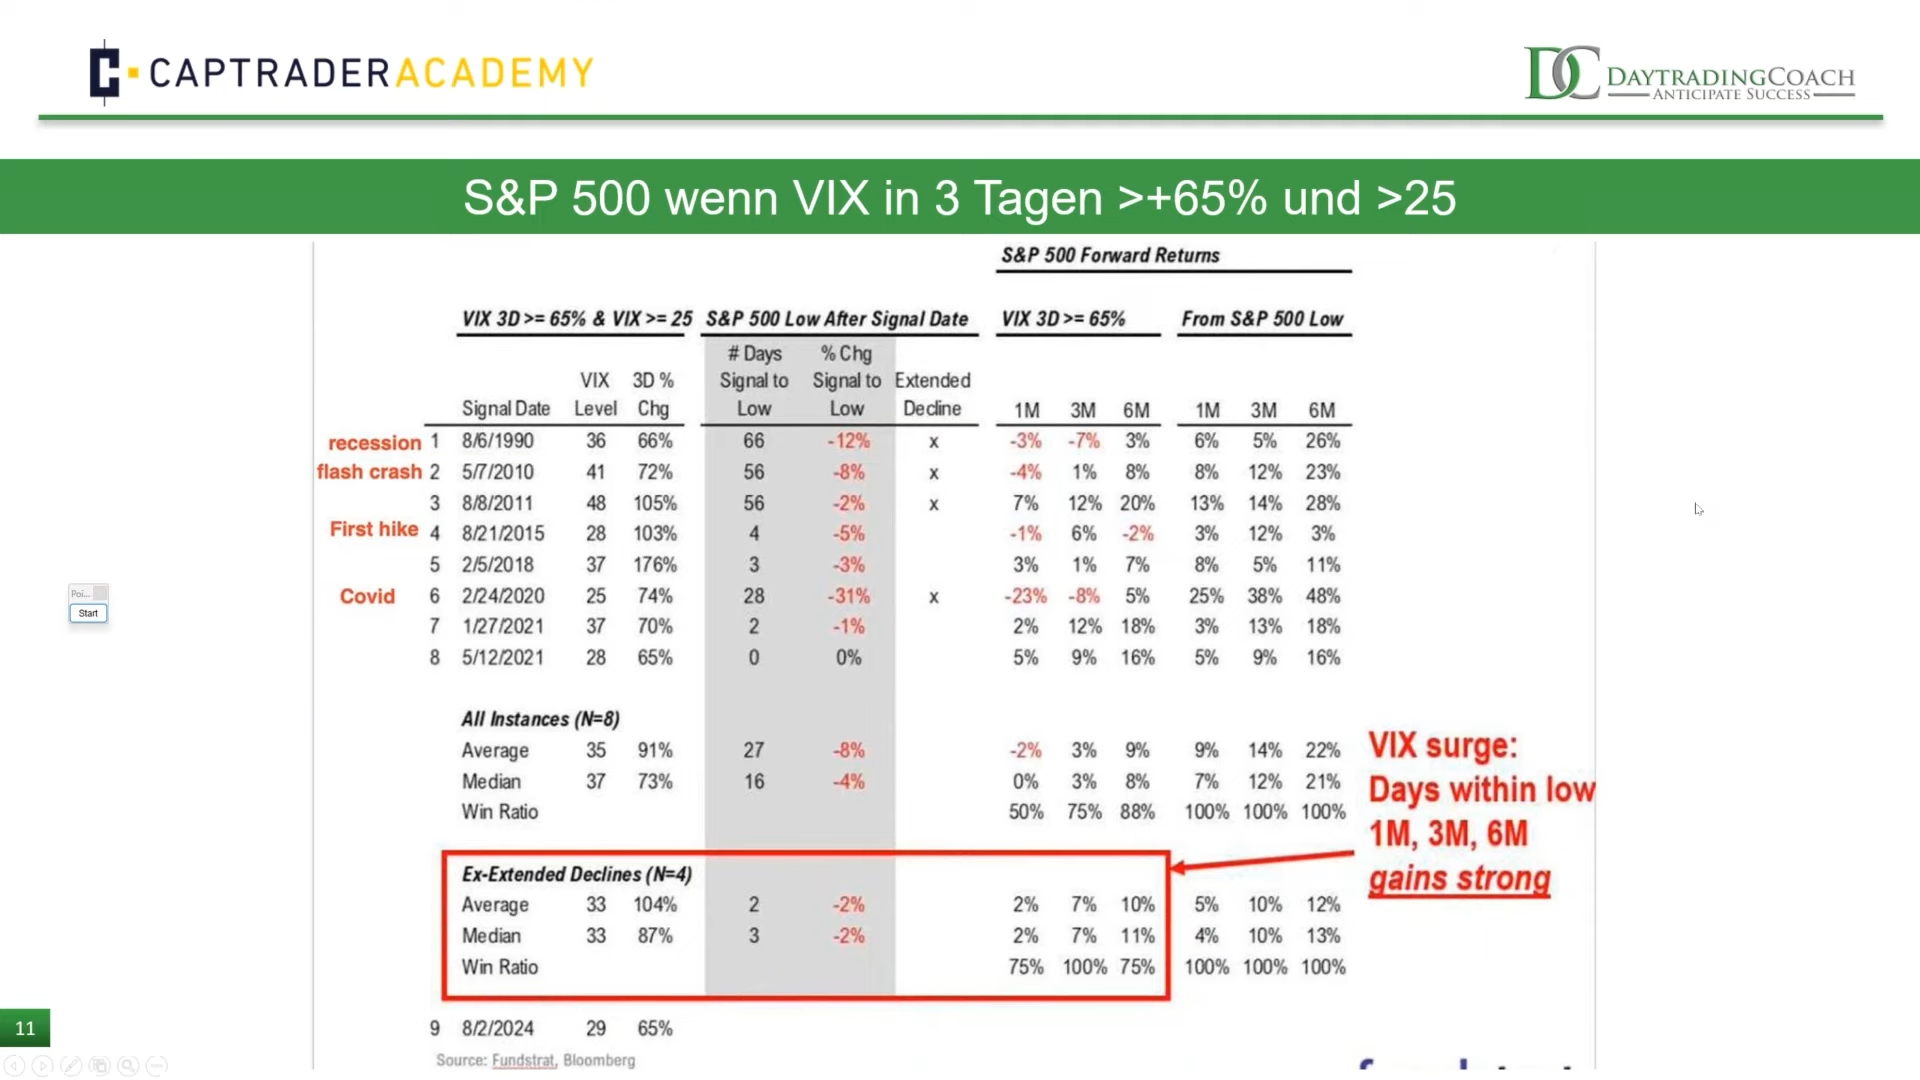 CAPTRADERACADEMY
DC DAYTRADINGCOACH
ANTICIPATE SUCCESS
S&P 500 wenn VIX in 3 Tagen >+65% und >25
S&P 500 Forward Returns
VIX 3D >= 65% & VIX >= 25 S&P 500 Low After Signal Date VIX 3D >= 65% From S&P 500 Low
# Days % Chg
VIX 3D % Signal to Signal to Extended
Signal Date Level Chg Low Low Decline 1M 3M 6M 1M 3M 6M
recession 1 8/6/1990 36 66% 66 -12% x -3% -7% 3% 6% 5% 26%
flash crash 2 5/7/2010 41 72% 56 -8% x -4% 1% 8% 8% 12% 23%
3 8/8/2011 48 105% 56 -2% x 7% 12% 20% 13% 14% 28%
First hike 4 8/21/2015 28 103% 4 -5% -1% 6% -2% 3% 12% 3%
5 2/5/2018 37 176% 3 -3% 3% 1% 7% 8% 5% 11%
Covid 6 2/24/2020 25 74% 28 -31% x -23% -8% 5% 25% 38% 48%
7 1/27/2021 37 70% 2 -1% 2% 12% 18% 3% 13% 18%
8 5/12/2021 28 65% 0 0% 5% 9% 16% 5% 9% 16%
All Instances (N=8)
Average 35 91% 27 -8% -2% 3% 9% 9% 14% 22%
Median 37 73% 16 -4% 0% 3% 8% 7% 12% 21%
Win Ratio 50% 75% 88% 100% 100% 100%
VIX surge:
Days within low
1M, 3M, 6M
gains strong
Ex-Extended Declines (N=4)
Average 33 104% 2 -2% 2% 7% 10% 5% 10% 12%
Median 33 87% 3 -2% 2% 7% 11% 4% 10% 13%
Win Ratio 75% 100% 75% 100% 100% 100%
9 8/2/2024 29 65%
Source: Fundstrat, Bloomberg
Poi...
Start
11